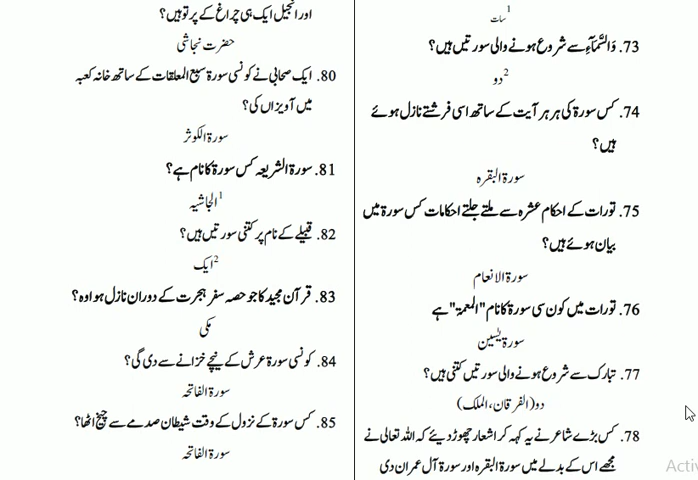 ¹سات
73. وَالسَّمَآءِ سے شروع ہونے والی سورتیں ہیں؟
²دو
74. کس سورۃ کی ہر ہر آیت کے ساتھ اسی فرشتے نازل ہوئے
ہیں؟
سورۃ البقرہ
75. تورات کے احکام عشرہ سے ملتے جلتے احکامات کس سورۃ میں
بیان ہوئے ہیں؟
سورۃ الانعام
76. تورات میں کون سی سورۃ کا نام "المعمۃ" ہے
سورۃ یٰسین
77. تبارک سے شروع ہونے والی سورتیں کتنی ہیں؟
دو (الفرقان، الملک)
78. کس بڑے شاعر نے یہ کہہ کر اشعار چھوڑ دیئے کہ اللہ تعالی نے
مجھے اس کے بدلے میں سورۃ البقرہ اور سورۃ آل عمران دی
اور انجیل ایک ہی چراغ کے پرتو ہیں؟
حضرت نجاشی
80. ایک صحابی نے کونسی سورۃ سبع المعلقات کے ساتھ خانہ کعبہ
میں آویزاں کی؟
سورۃ الکوثر
81. سورۃ الشریعہ کس سورۃ کا نام ہے؟
¹الجاشیہ
82. قبیلے کے نام پر کتنی سورتیں ہیں؟
²ایک
83. قرآن مجید کا جو حصہ سفر ہجرت کے دوران نازل ہوا وہ؟
مکی
84. کونسی سورۃ عرش کے نیچے خزانے سے دی گی؟
سورۃ الفاتحہ
85. کس سورۃ کے نزول کے وقت شیطان صدمے سے چیخ اٹھا؟
سورۃ الفاتحہ
Activ